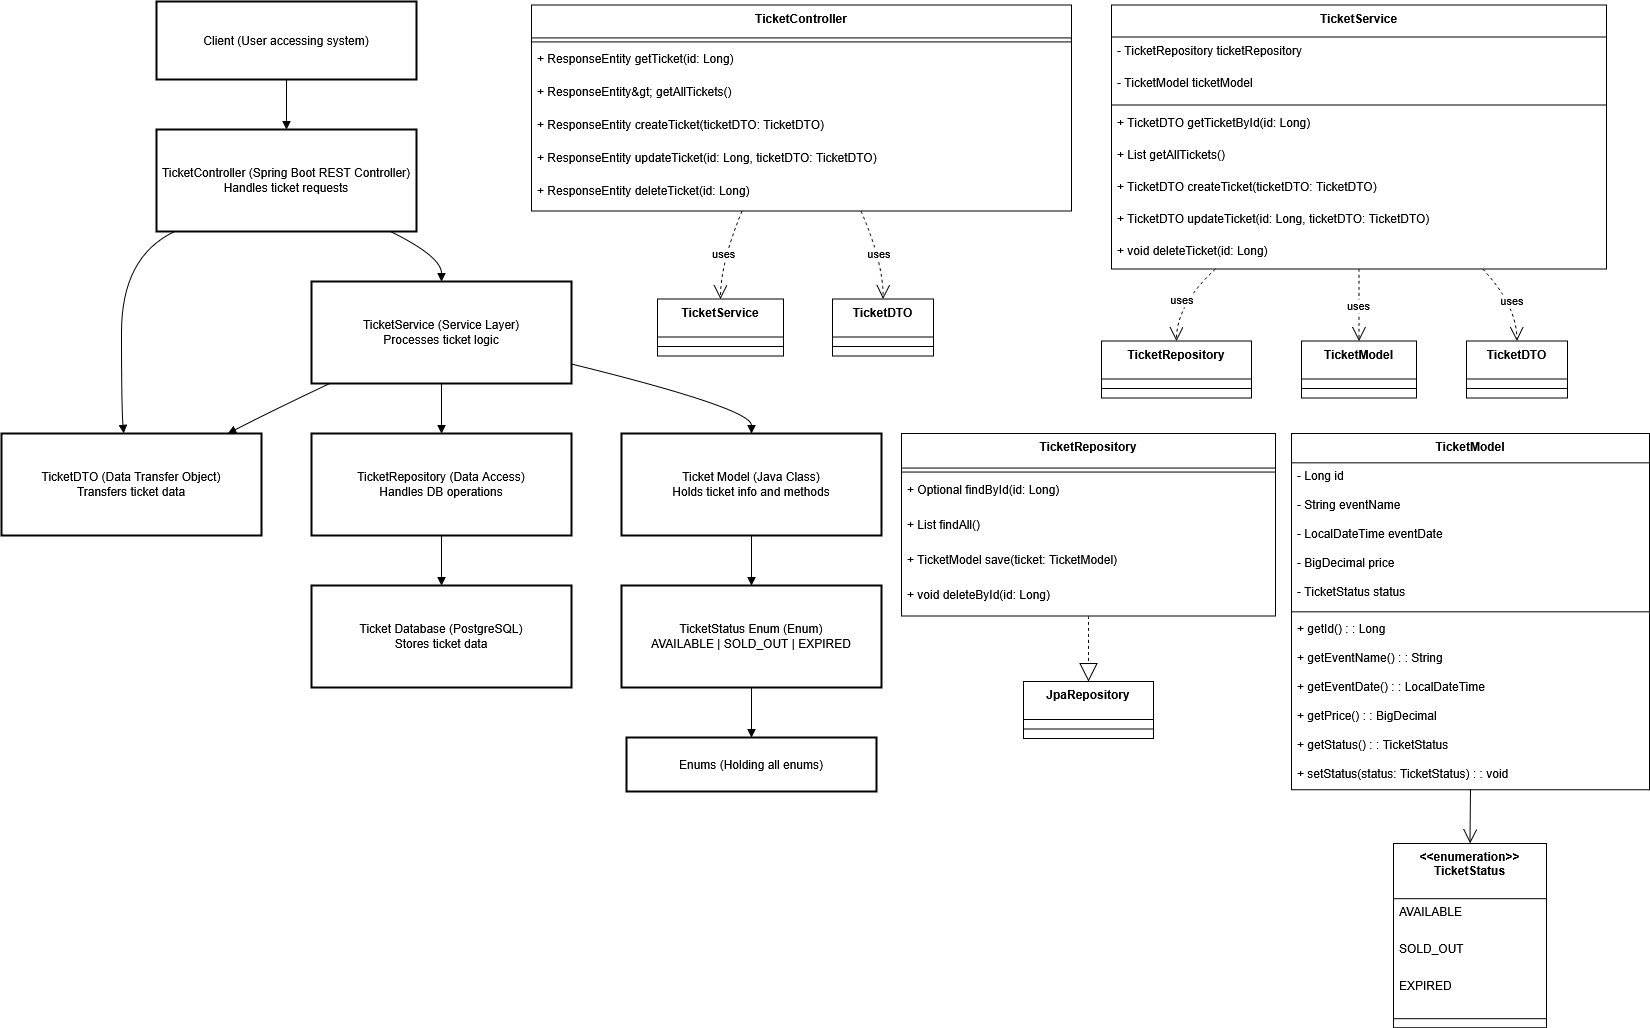 Client (User accessing system)
TicketController (Spring Boot REST Controller)
Handles ticket requests
TicketService (Service Layer)
Processes ticket logic
TicketDTO (Data Transfer Object)
Transfers ticket data
TicketRepository (Data Access)
Handles DB operations
Ticket Model (Java Class)
Holds ticket info and methods
Ticket Database (PostgreSQL)
Stores ticket data
TicketStatus Enum (Enum)
AVAILABLE | SOLD_OUT | EXPIRED
Enums (Holding all enums)
TicketController
+ ResponseEntity getTicket(id: Long)
+ ResponseEntity&gt; getAllTickets()
+ ResponseEntity createTicket(ticketDTO: TicketDTO)
+ ResponseEntity updateTicket(id: Long, ticketDTO: TicketDTO)
+ ResponseEntity deleteTicket(id: Long)
uses
uses
TicketService
TicketDTO
TicketService
- TicketRepository ticketRepository
- TicketModel ticketModel
+ TicketDTO getTicketById(id: Long)
+ List getAllTickets()
+ TicketDTO createTicket(ticketDTO: TicketDTO)
+ TicketDTO updateTicket(id: Long, ticketDTO: TicketDTO)
+ void deleteTicket(id: Long)
uses
uses
uses
TicketRepository
TicketModel
TicketDTO
TicketRepository
+ Optional findById(id: Long)
+ List findAll()
+ TicketModel save(ticket: TicketModel)
+ void deleteById(id: Long)
JpaRepository
TicketModel
- Long id
- String eventName
- LocalDateTime eventDate
- BigDecimal price
- TicketStatus status
+ getId() : : Long
+ getEventName() : : String
+ getEventDate() : : LocalDateTime
+ getPrice() : : BigDecimal
+ getStatus() : : TicketStatus
+ setStatus(status: TicketStatus) : : void
<<enumeration>>
TicketStatus
AVAILABLE
SOLD_OUT
EXPIRED